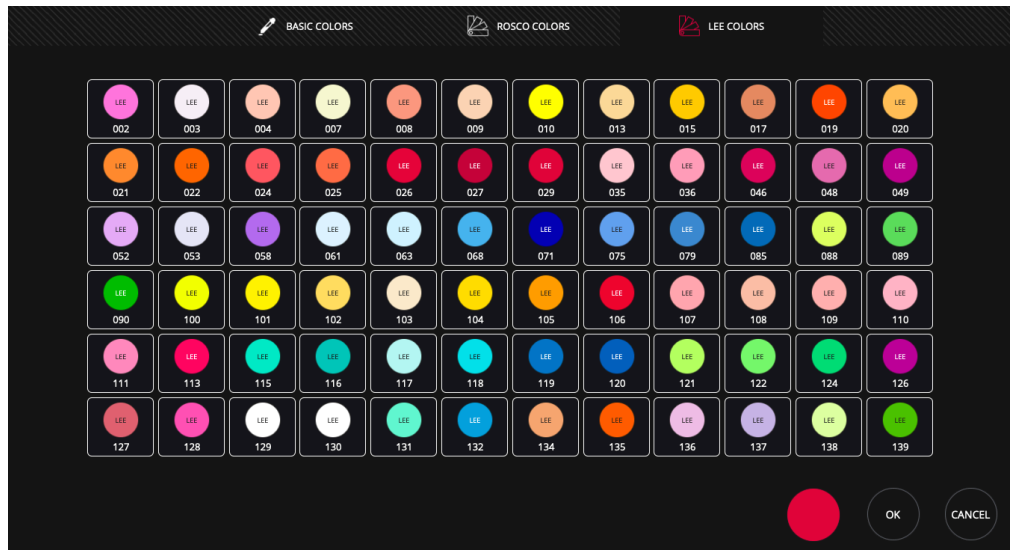 BASIC COLORS ROSCO COLORS LEE COLORS
LEE LEE LEE LEE LEE LEE LEE LEE LEE LEE LEE LEE
002 003 004 007 008 009 010 013 015 017 019 020
LEE LEE LEE LEE LEE LEE LEE LEE LEE LEE LEE LEE
021 022 024 025 026 027 029 035 036 046 048 049
LEE LEE LEE LEE LEE LEE LEE LEE LEE LEE LEE LEE
052 053 058 061 063 068 071 075 079 085 088 089
LEE LEE LEE LEE LEE LEE LEE LEE LEE LEE LEE LEE
090 100 101 102 103 104 105 106 107 108 109 110
LEE LEE LEE LEE LEE LEE LEE LEE LEE LEE LEE LEE
111 113 115 116 117 118 119 120 121 122 124 126
LEE LEE LEE LEE LEE LEE LEE LEE LEE LEE LEE LEE
127 128 129 130 131 132 134 135 136 137 138 139
OK CANCEL